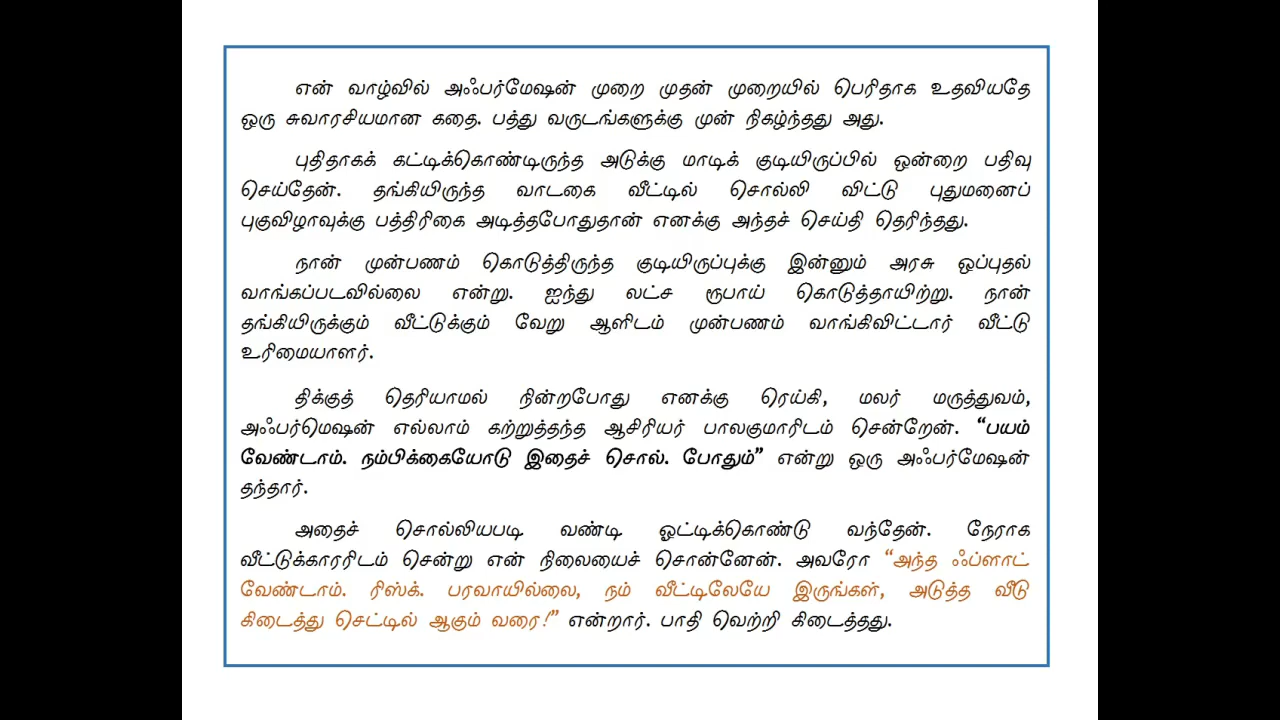 என் வாழ்வில் அஃபர்மேஷன் முறை முதன் முறையில் பெரிதாக உதவியதே
ஒரு சுவாரசியமான கதை. பத்து வருடங்களுக்கு முன் நிகழ்ந்தது அது.
புதிதாகக் கட்டிக்கொண்டிருந்த அடுக்கு மாடிக் குடியிருப்பில் ஒன்றை பதிவு
செய்தேன். தங்கியிருந்த வாடகை வீட்டில் சொல்லி விட்டு புதுமனைப்
புகுவிழாவுக்கு பத்திரிகை அடித்தபோதுதான் எனக்கு அந்தச் செய்தி தெரிந்தது.
நான் முன்பணம் கொடுத்திருந்த குடியிருப்புக்கு இன்னும் அரசு ஒப்புதல்
வாங்கப்படவில்லை என்று. ஐந்து லட்ச ரூபாய் கொடுத்தாயிற்று. நான்
தங்கியிருக்கும் வீட்டுக்கும் வேறு ஆளிடம் முன்பணம் வாங்கிவிட்டார் வீட்டு
உரிமையாளர்.
திக்குத் தெரியாமல் நின்றபோது எனக்கு ரெய்கி, மலர் மருத்துவம்,
அஃபர்மெஷன் எல்லாம் கற்றுத்தந்த ஆசிரியர் பாலகுமாரிடம் சென்றேன். “பயம்
வேண்டாம். நம்பிக்கையோடு இதைச் சொல். போதும்” என்று ஒரு அஃபர்மேஷன்
தந்தார்.
அதைச் சொல்லியபடி வண்டி ஓட்டிக்கொண்டு வந்தேன். நேராக
வீட்டுக்காரரிடம் சென்று என் நிலையைச் சொன்னேன். அவரோ “அந்த ஃப்ளாட்
வேண்டாம். ரிஸ்க். பரவாயில்லை, நம் வீட்டிலேயே இருங்கள், அடுத்த வீடு
கிடைத்து செட்டில் ஆகும் வரை!” என்றார். பாதி வெற்றி கிடைத்தது.